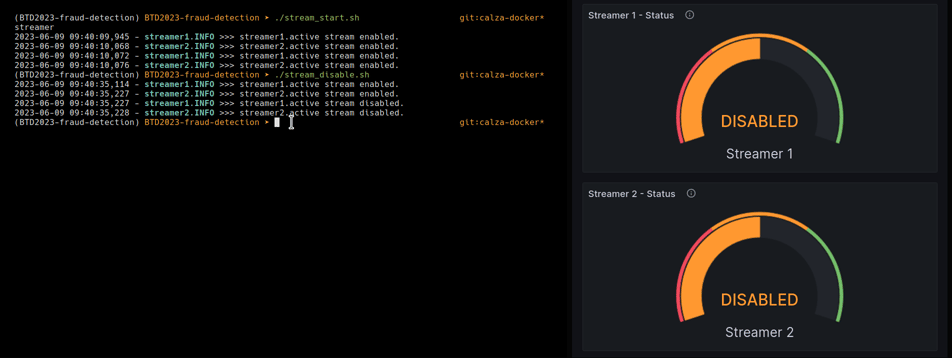 (BTD2023-fraud-detection) BTD2023-fraud-detection ➤ ./stream_start.sh git:calza-docker*
streamer
2023-06-09 09:40:09,945 - streamer1.INFO >>> streamer1.active stream enabled.
2023-06-09 09:40:10,068 - streamer2.INFO >>> streamer2.active stream enabled.
2023-06-09 09:40:10,072 - streamer1.INFO >>> streamer1.active stream enabled.
2023-06-09 09:40:10,076 - streamer2.INFO >>> streamer2.active stream enabled.
(BTD2023-fraud-detection) BTD2023-fraud-detection ➤ ./stream_disable.sh git:calza-docker*
2023-06-09 09:40:35,114 - streamer1.INFO >>> streamer1.active stream enabled.
2023-06-09 09:40:35,227 - streamer2.INFO >>> streamer2.active stream enabled.
2023-06-09 09:40:35,227 - streamer1.INFO >>> streamer1.active stream disabled.
2023-06-09 09:40:35,228 - streamer2.INFO >>> streamer2.active stream disabled.
(BTD2023-fraud-detection) BTD2023-fraud-detection ➤ git:calza-docker*
Streamer 1 - Status
DISABLED
Streamer 1
Streamer 2 - Status
DISABLED
Streamer 2